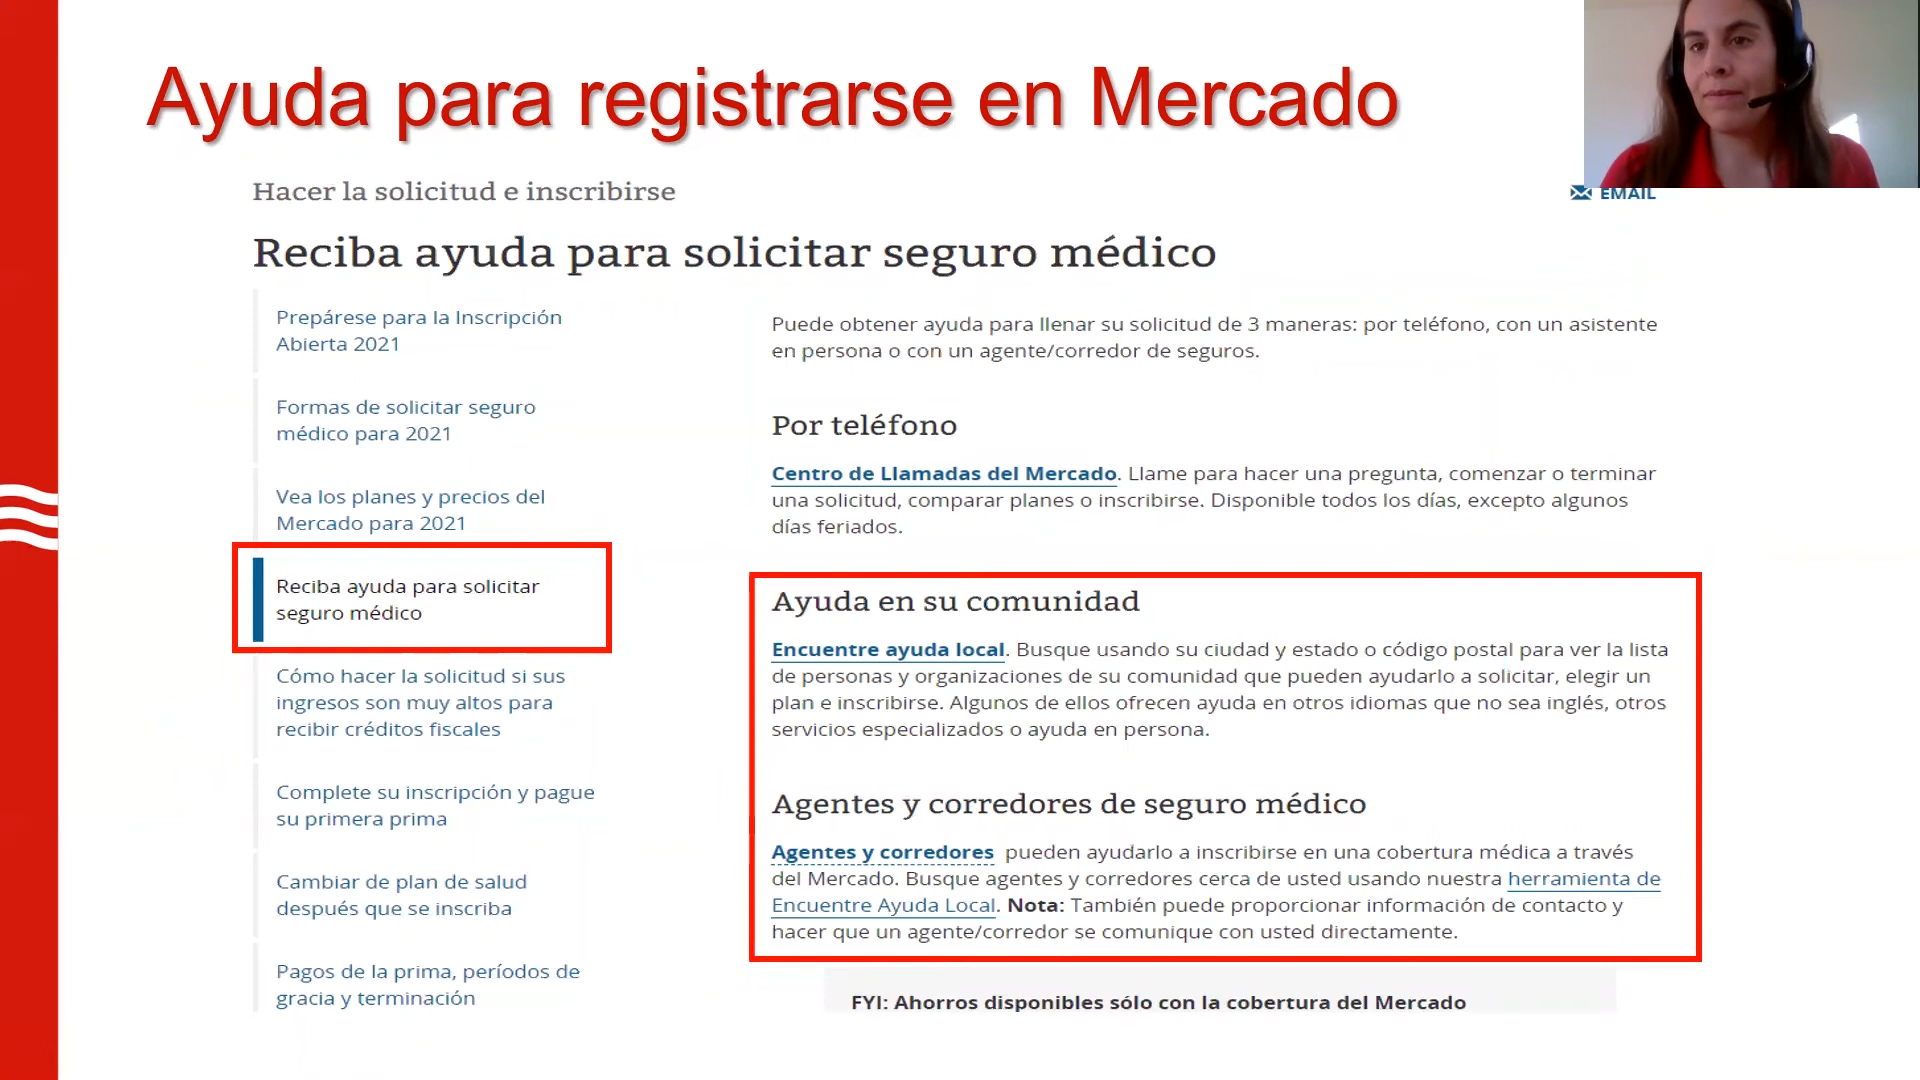 Ayuda para registrarse en Mercado
Hacer la solicitud e inscribirse
EMAIL
Reciba ayuda para solicitar seguro médico
Prepárese para la Inscripción
Abierta 2021
Formas de solicitar seguro
médico para 2021
Vea los planes y precios del
Mercado para 2021
Reciba ayuda para solicitar
seguro médico
Cómo hacer la solicitud si sus
ingresos son muy altos para
recibir créditos fiscales
Complete su inscripción y pague
su primera prima
Cambiar de plan de salud
después que se inscriba
Pagos de la prima, períodos de
gracia y terminación
Puede obtener ayuda para llenar su solicitud de 3 maneras: por teléfono, con un asistente
en persona o con un agente/corredor de seguros.
Por teléfono
Centro de Llamadas del Mercado. Llame para hacer una pregunta, comenzar o terminar
una solicitud, comparar planes o inscribirse. Disponible todos los días, excepto algunos
días feriados.
Ayuda en su comunidad
Encuentre ayuda local. Busque usando su ciudad y estado o código postal para ver la lista
de personas y organizaciones de su comunidad que pueden ayudarlo a solicitar, elegir un
plan e inscribirse. Algunos de ellos ofrecen ayuda en otros idiomas que no sea inglés, otros
servicios especializados o ayuda en persona.
Agentes y corredores de seguro médico
Agentes y corredores pueden ayudarlo a inscribirse en una cobertura médica a través
del Mercado. Busque agentes y corredores cerca de usted usando nuestra herramienta de
Encuentre Ayuda Local. Nota: También puede proporcionar información de contacto y
hacer que un agente/corredor se comunique con usted directamente.
FYI: Ahorros disponibles sólo con la cobertura del Mercado